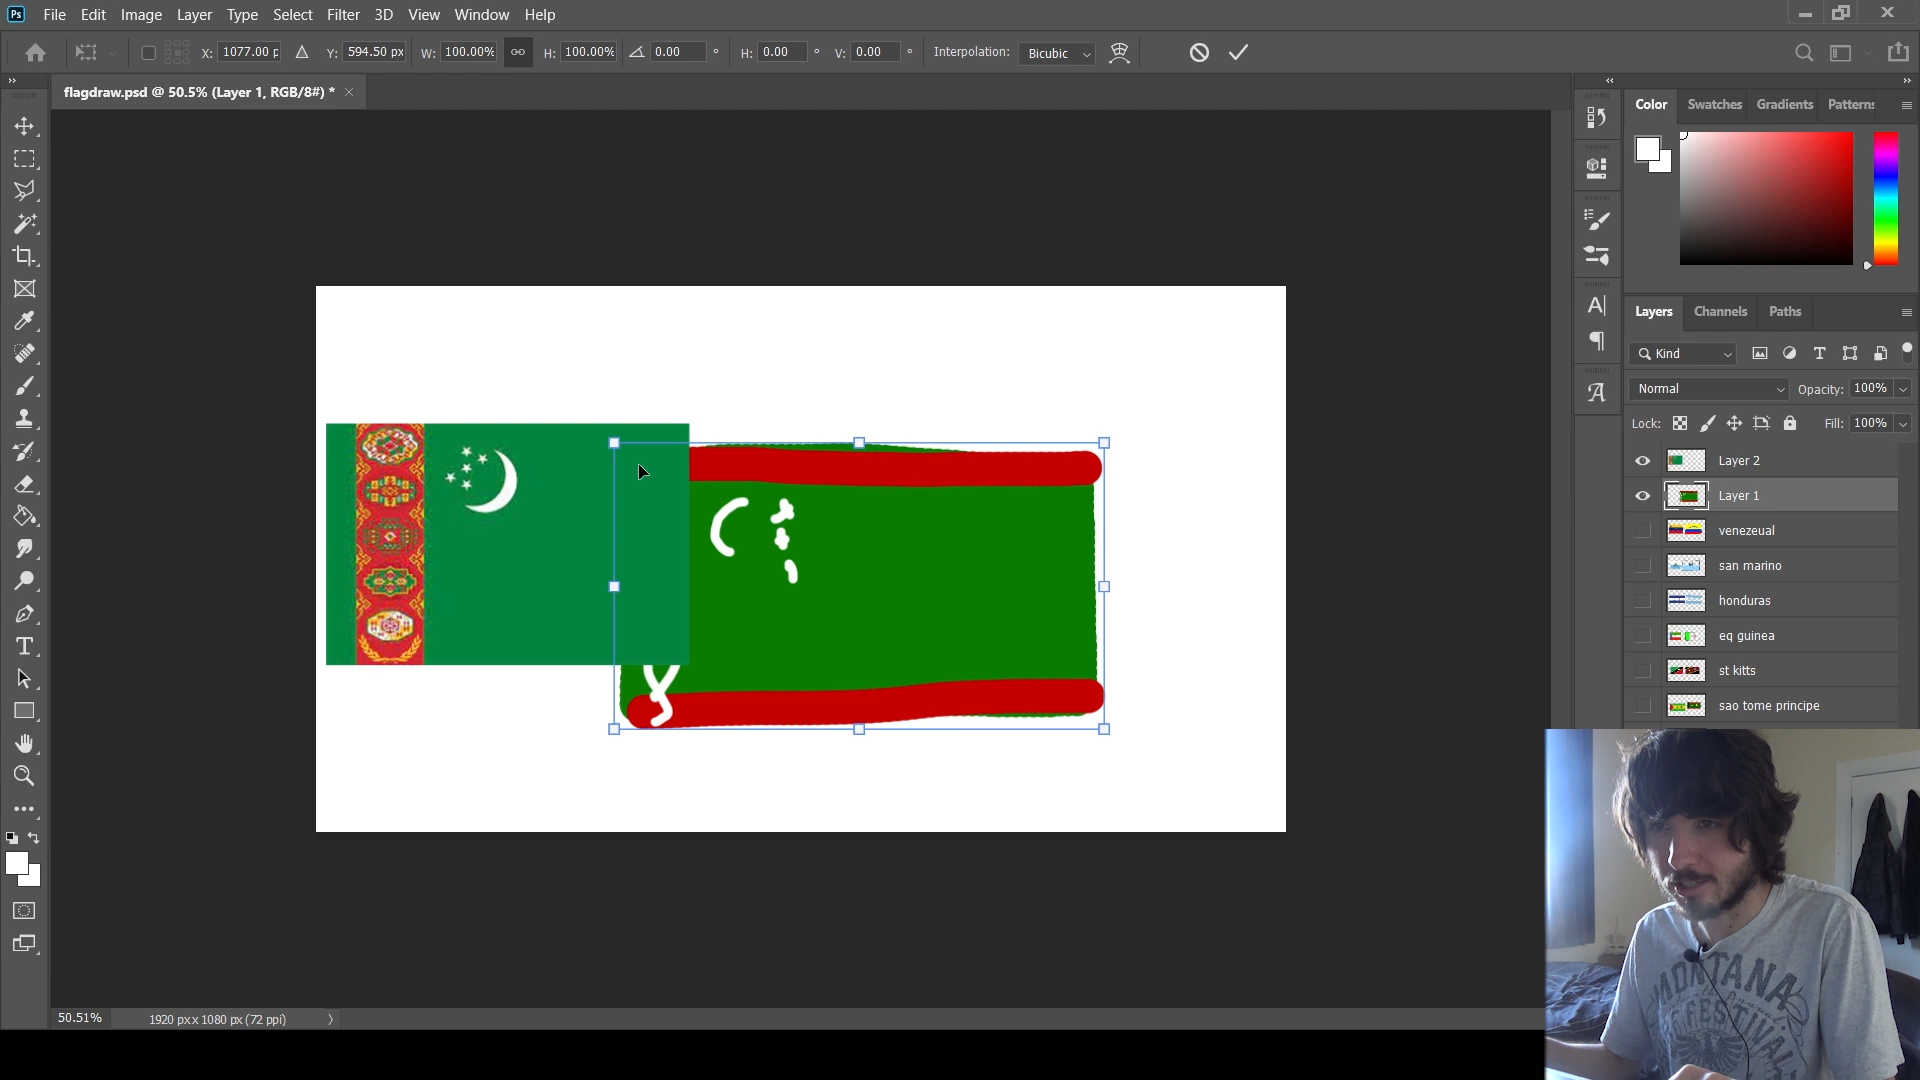 Ps File Edit Image Layer Type Select Filter 3D View Window Help
X: 1077.00 p Y: 594.50 px W: 100.00% H: 100.00% 0.00 ° H: 0.00 ° V: 0.00 ° Interpolation: Bicubic
flagdraw.psd @ 50.5% (Layer 1, RGB/8#) * ×
Color Swatches Gradients Patterns
Layers Channels Paths
Kind
Normal Opacity: 100%
Lock: Fill: 100%
Layer 2
Layer 1
venezeual
san marino
honduras
eq guinea
st kitts
sao tome principe
50.51% 1920 px x 1080 px (72 ppi)
MONTANA
FESTIVAL